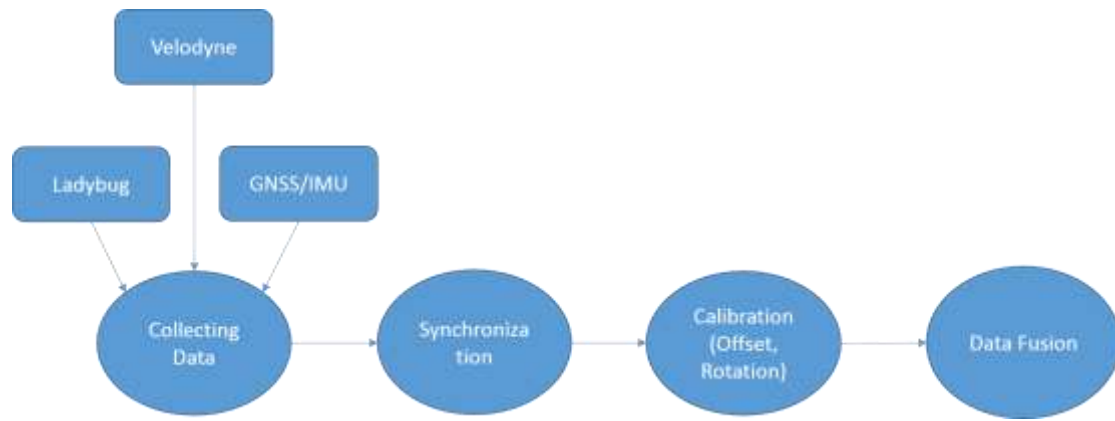 Velodyne
Ladybug
GNSS/IMU
Collecting
Data
Synchroniza
tion
Calibration
(Offset,
Rotation)
Data Fusion